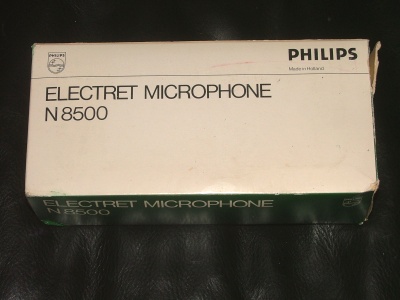 PHILIPS
Made in Holland
ELECTRET MICROPHONE
N 8500
ELECTRET MICROPHONE
N 8500